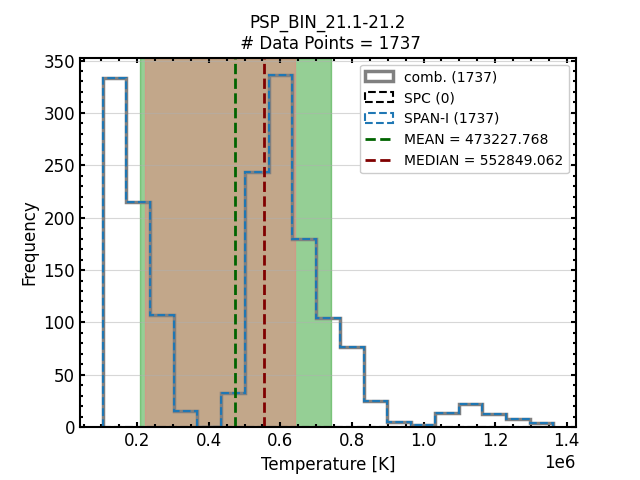 PSP_BIN_21.1-21.2
# Data Points = 1737
comb. (1737)
SPC (0)
SPAN-I (1737)
MEAN = 473227.768
MEDIAN = 552849.062
Frequency
350
300
250
200
150
100
50
0
0.2 0.4 0.6 0.8 1.0 1.2 1.4
1e6
Temperature [K]